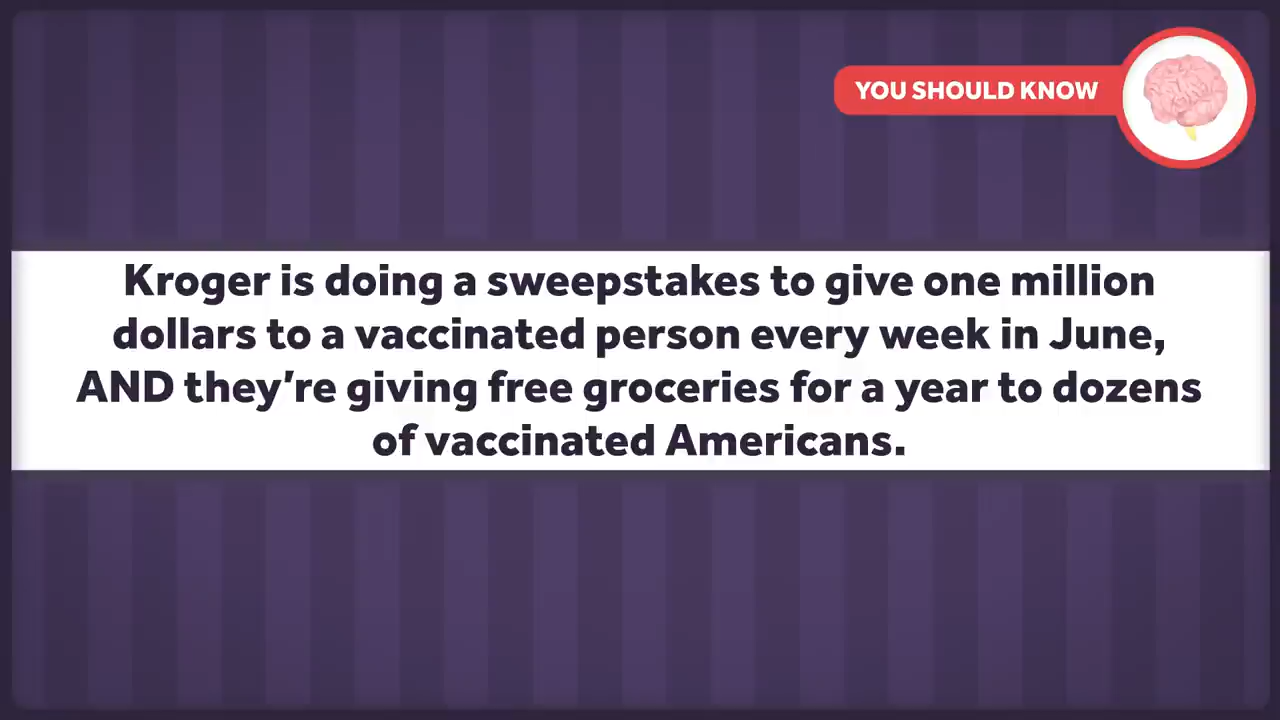 YOU SHOULD KNOW
Kroger is doing a sweepstakes to give one million
dollars to a vaccinated person every week in June,
AND they’re giving free groceries for a year to dozens
of vaccinated Americans.